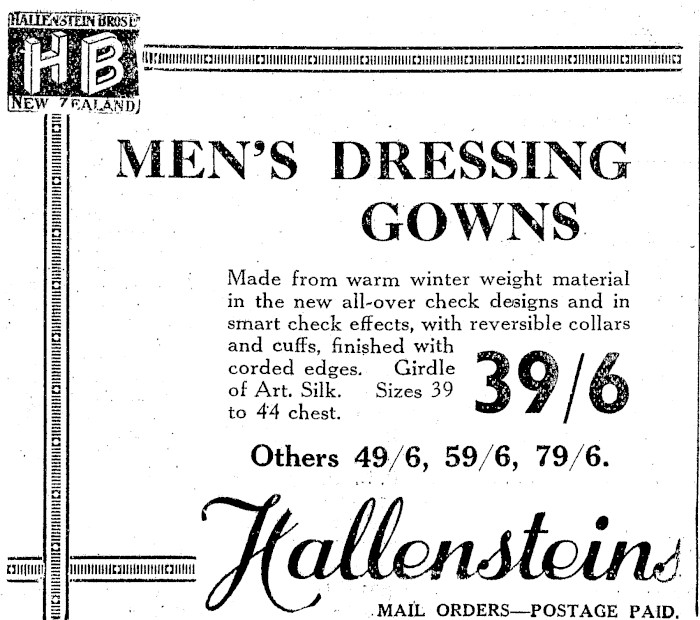 HALLENSTEIN BROS LD
HB
NEW ZEALAND
MEN'S DRESSING
GOWNS
Made from warm winter weight material
in the new all-over check designs and in
smart check effects, with reversible collars
and cuffs, finished with
corded edges. Girdle
of Art. Silk. Sizes 39
to 44 chest.
39/6
Others 49/6, 59/6, 79/6.
Hallensteins
MAIL ORDERS—POSTAGE PAID.